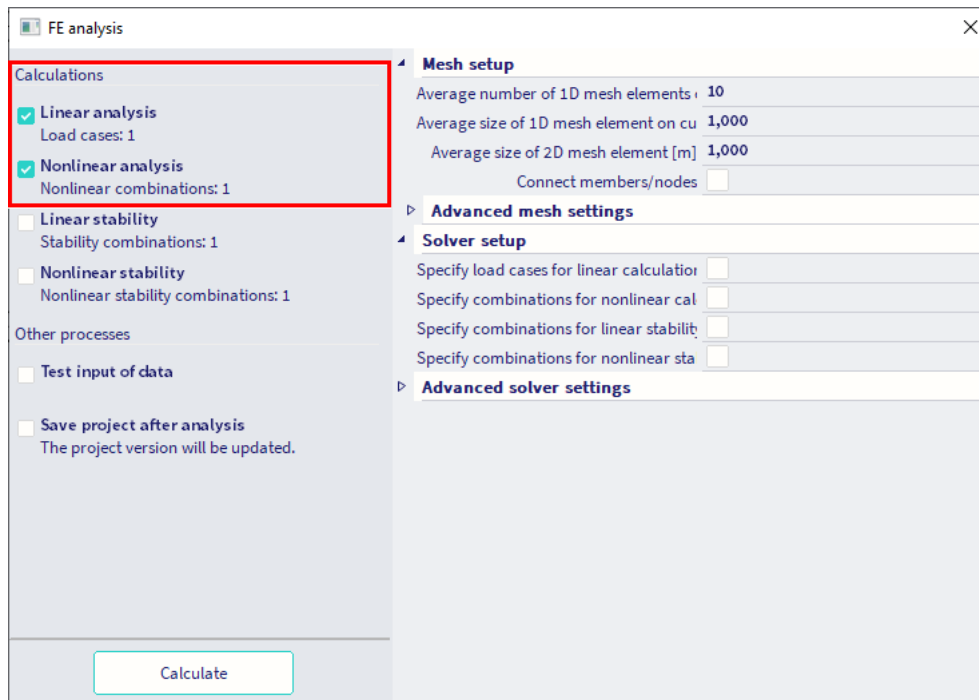 FE analysis
Calculations
Linear analysis
Load cases: 1
Nonlinear analysis
Nonlinear combinations: 1
Linear stability
Stability combinations: 1
Nonlinear stability
Nonlinear stability combinations: 1
Other processes
Test input of data
Save project after analysis
The project version will be updated.
Calculate
Mesh setup
Average number of 1D mesh elements 10
Average size of 1D mesh element on cu 1,000
Average size of 2D mesh element [m] 1,000
Connect members/nodes
Advanced mesh settings
Solver setup
Specify load cases for linear calculation
Specify combinations for nonlinear cal
Specify combinations for linear stability
Specify combinations for nonlinear sta
Advanced solver settings